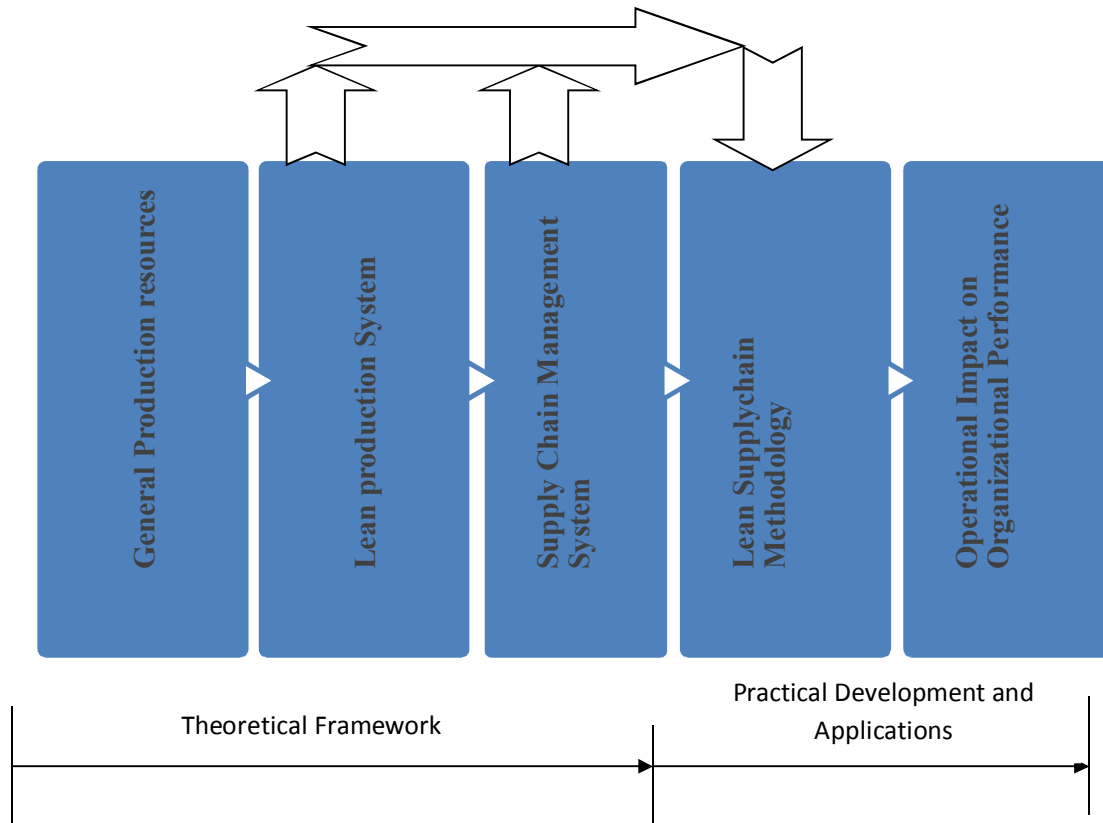 General Production resources
Lean production System
Supply Chain Management
System
Lean Supplychain
Methodology
Operational Impact on
Organizational Performance
Theoretical Framework
Practical Development and
Applications